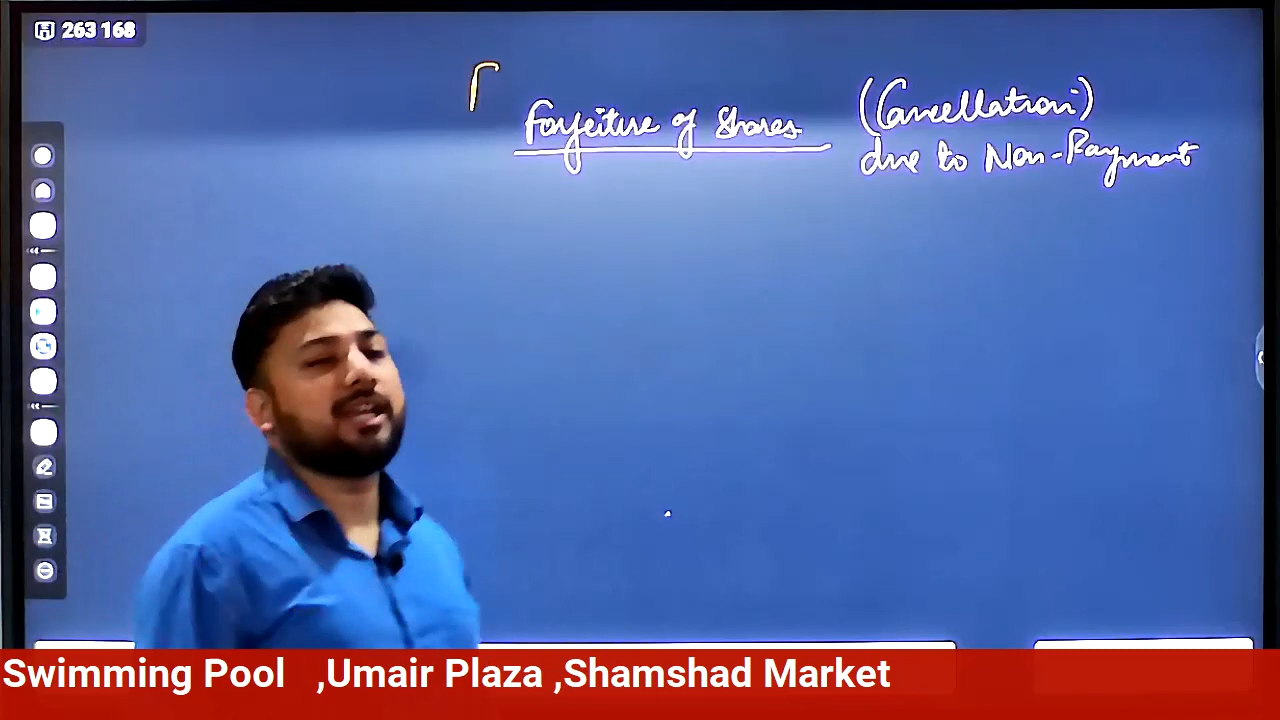 263 168
Forfeiture of Shares (Cancellation)
due to Non-Payment
Swimming Pool ,Umair Plaza ,Shamshad Market